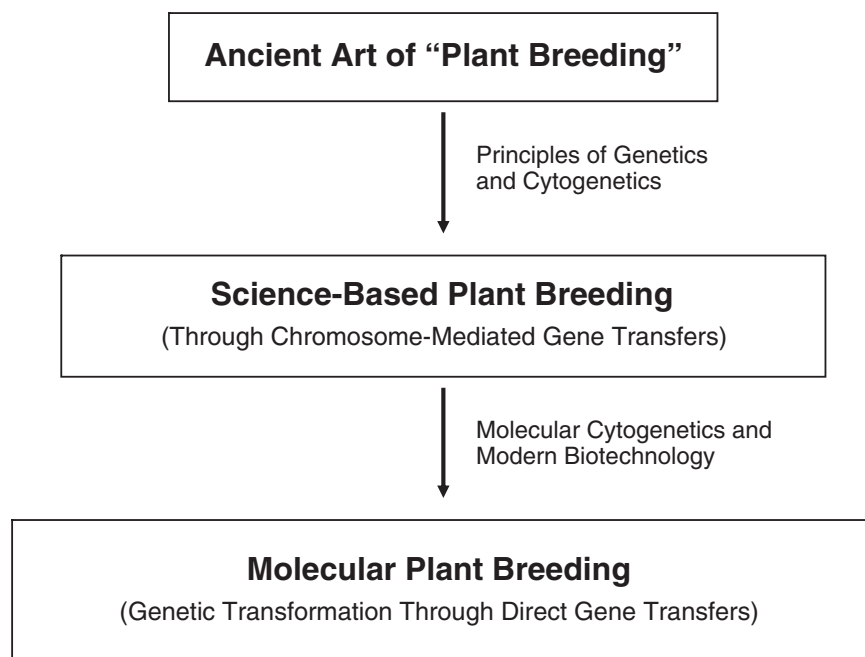 Ancient Art of “Plant Breeding”
Principles of Genetics
and Cytogenetics
Science-Based Plant Breeding
(Through Chromosome-Mediated Gene Transfers)
Molecular Cytogenetics and
Modern Biotechnology
Molecular Plant Breeding
(Genetic Transformation Through Direct Gene Transfers)